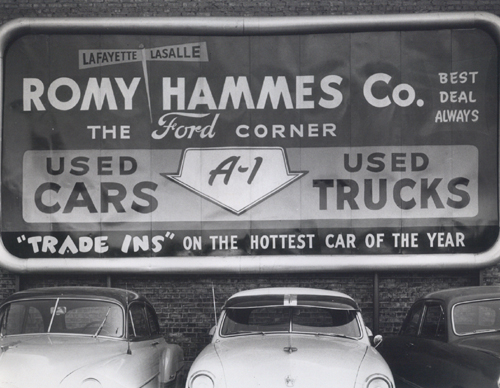 LAFAYETTE LASALLE
ROMY HAMMES Co.
BEST
DEAL
ALWAYS
THE Ford CORNER
USED
CARS
A-1
USED
TRUCKS
"TRADE INS" ON THE HOTTEST CAR OF THE YEAR